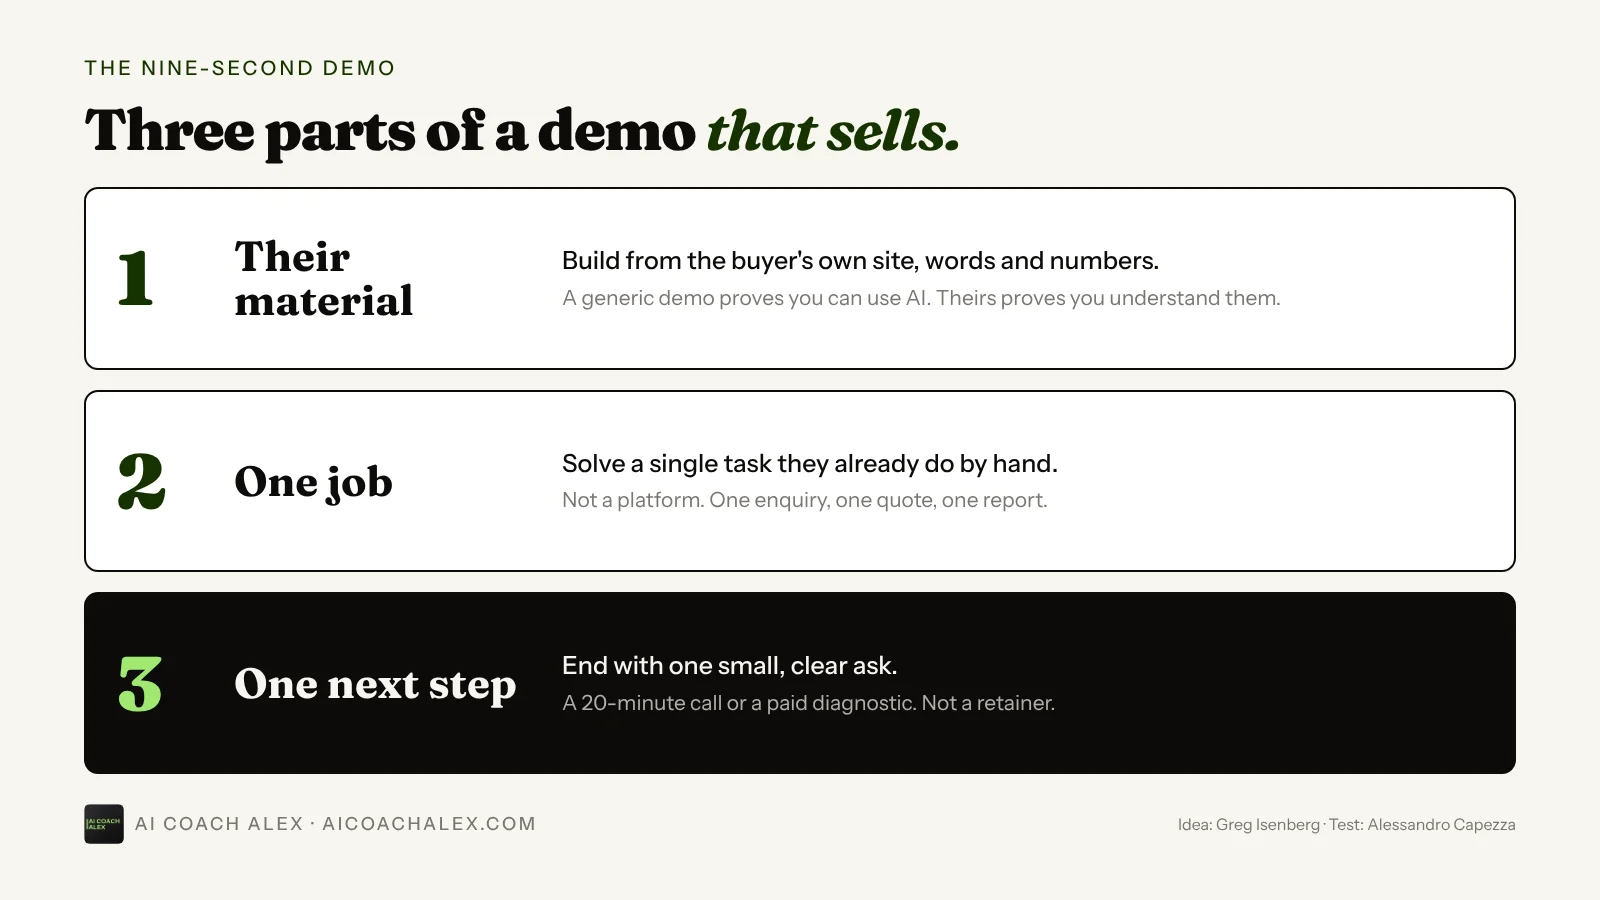 THE NINE-SECOND DEMO
Three parts of a demo that sells.
1
Their
material
Build from the buyer's own site, words and numbers.
A generic demo proves you can use AI. Theirs proves you understand them.
2
One job
Solve a single task they already do by hand.
Not a platform. One enquiry, one quote, one report.
3
One next step
End with one small, clear ask.
A 20-minute call or a paid diagnostic. Not a retainer.
AI COACH
ALEX
AI COACH ALEX · AICOACHALEX.COM
Idea: Greg Isenberg · Test: Alessandro Capezza